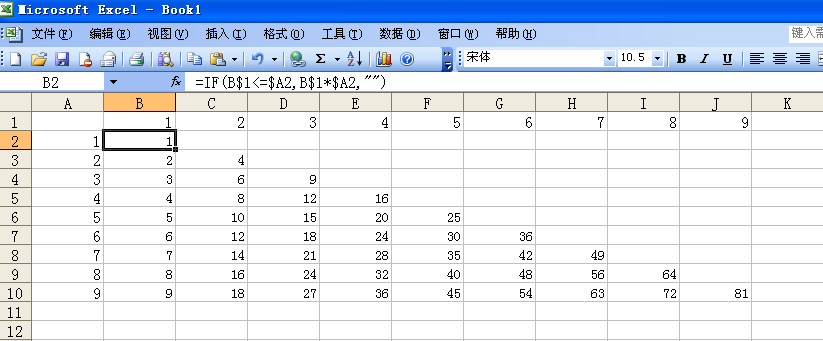 Microsoft Excel - Book1
文件(F) 编辑(E) 视图(V) 插入(I) 格式(O) 工具(T) 数据(D) 窗口(W) 帮助(H) 键入需
宋体 10.5 B I U
B2 fx =IF(B$1<=$A2,B$1*$A2,"")
A B C D E F G H I J K
1 1 2 3 4 5 6 7 8 9
2 1 1
3 2 2 4
4 3 3 6 9
5 4 4 8 12 16
6 5 5 10 15 20 25
7 6 6 12 18 24 30 36
8 7 7 14 21 28 35 42 49
9 8 8 16 24 32 40 48 56 64
10 9 9 18 27 36 45 54 63 72 81
11
12